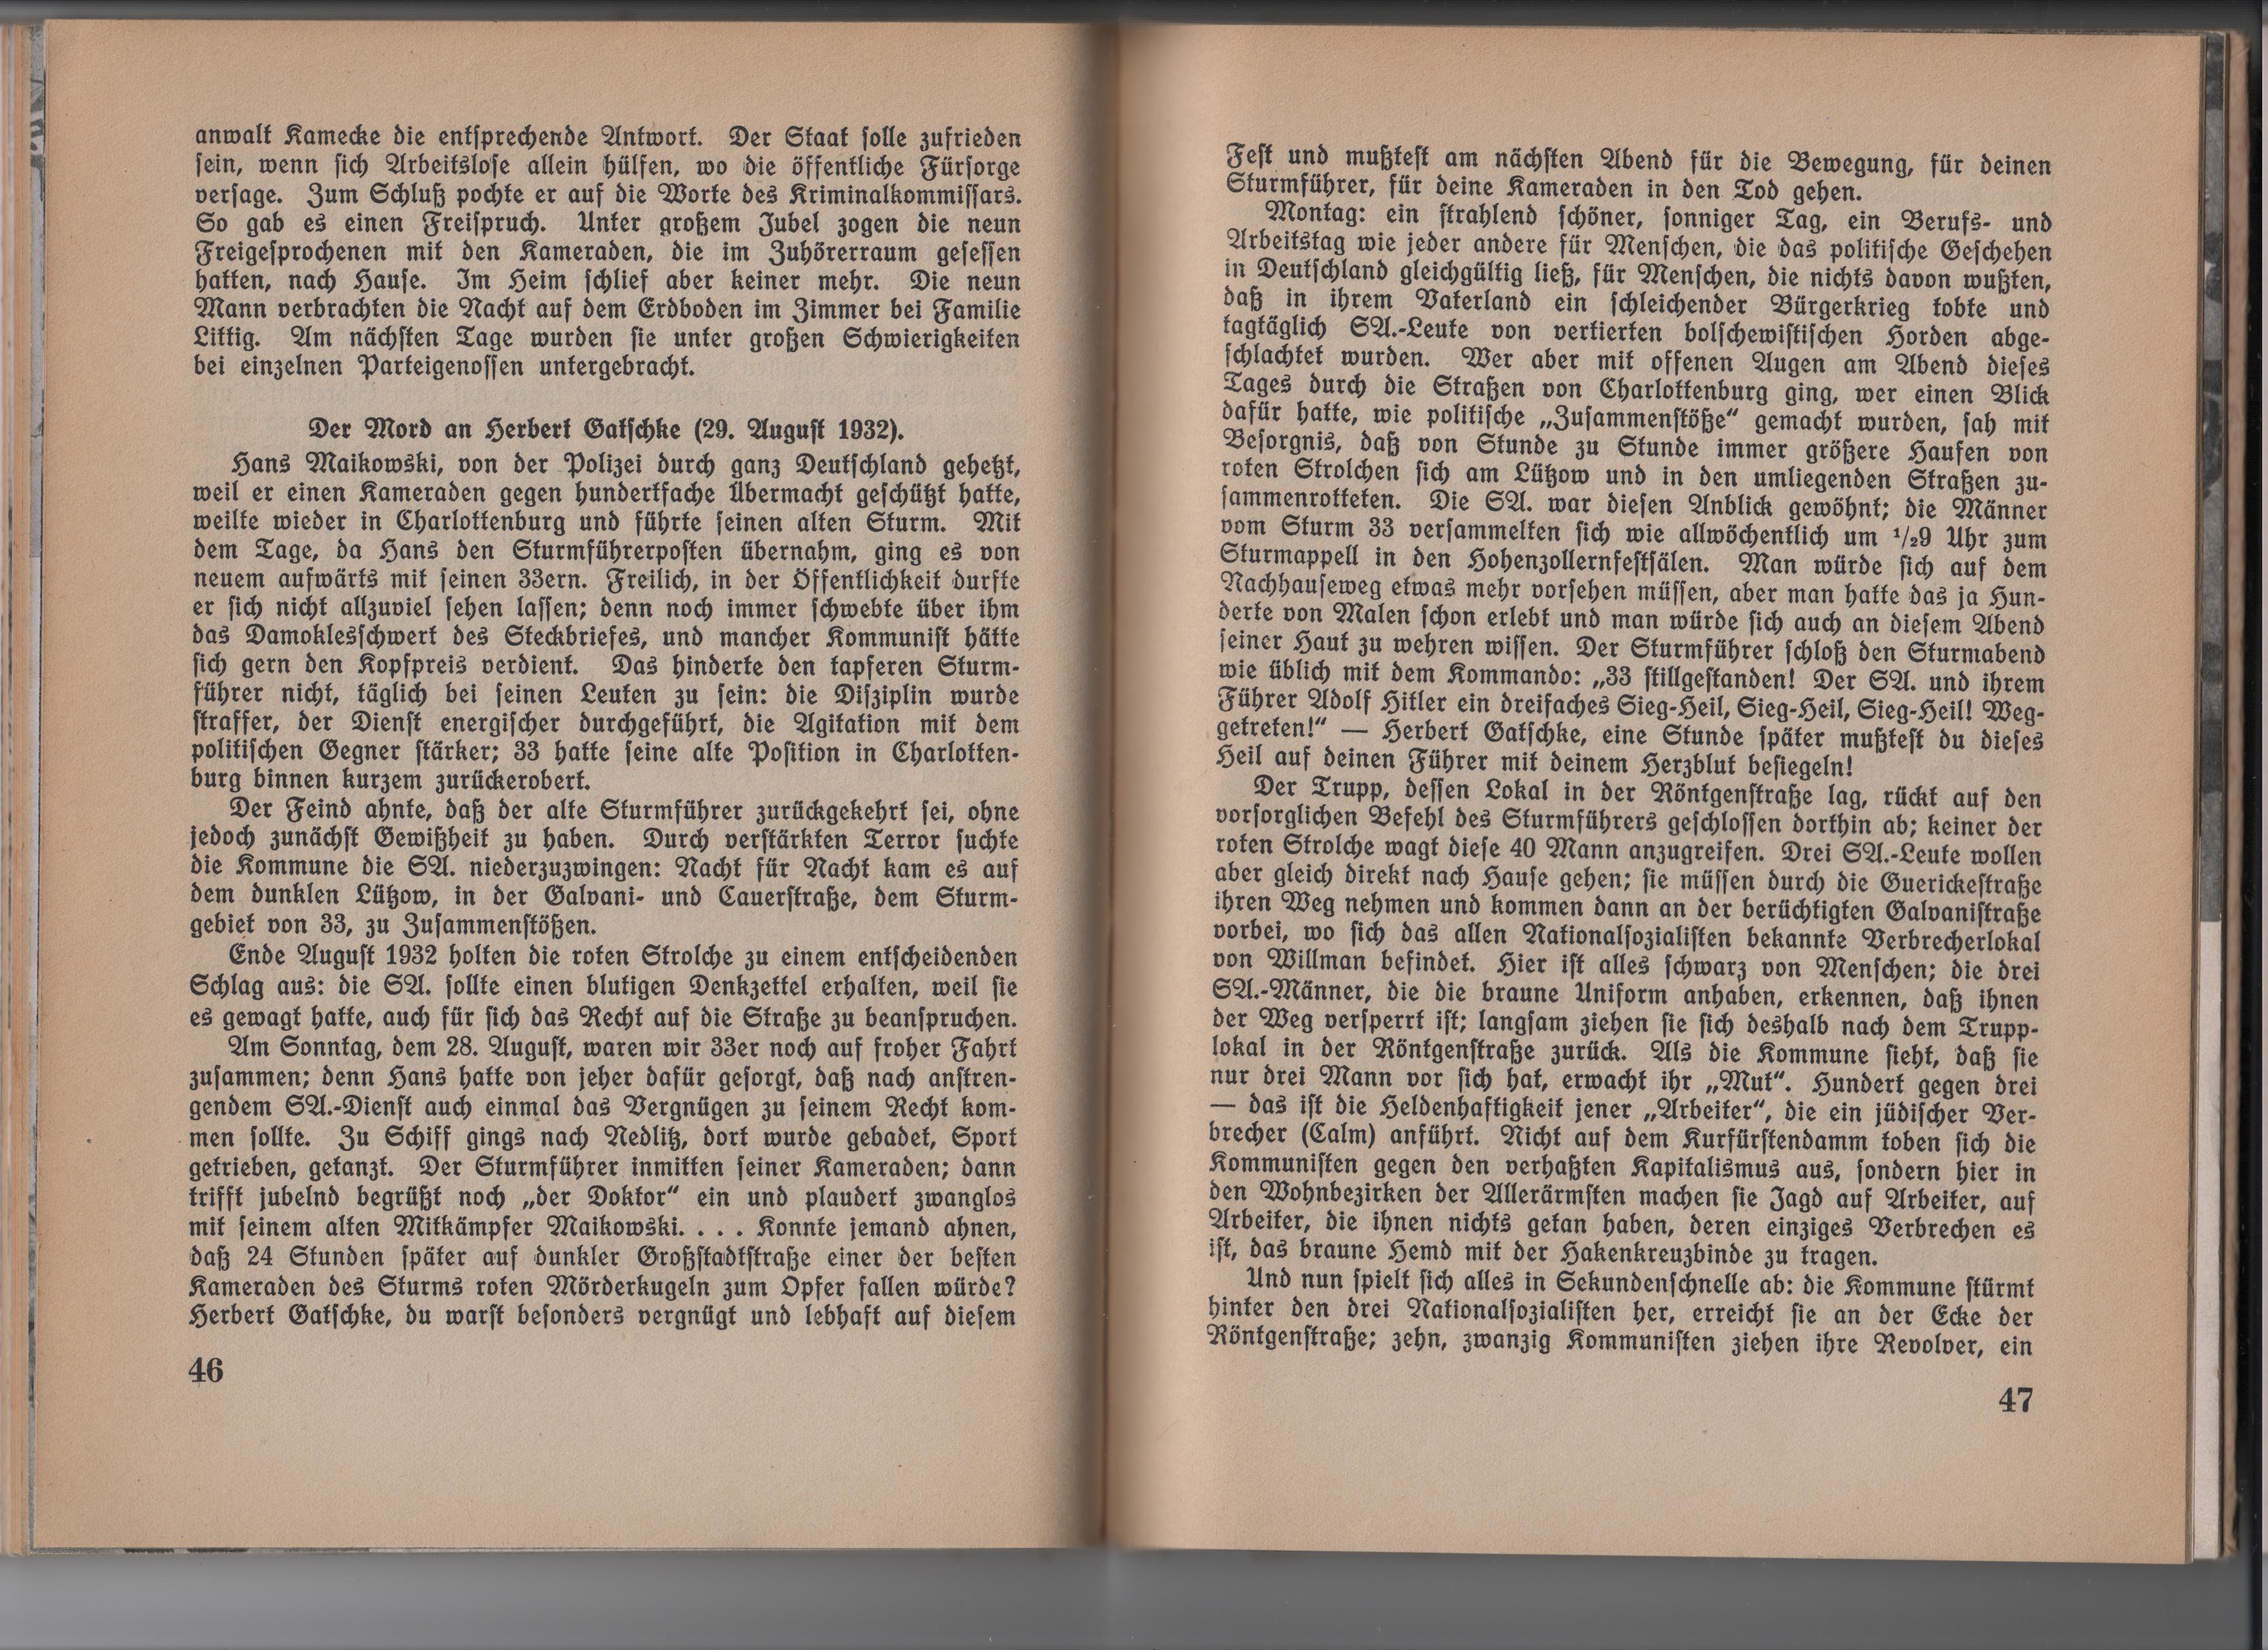 anwalt Kamecke die entsprechende Antwort. Der Staat solle zufrieden
sein, wenn sich Arbeitslose allein hülfen, wo die öffentliche Fürsorge
versage. Zum Schluß pochte er auf die Worte des Kriminalkommissars.
So gab es einen Freispruch. Unter großem Jubel zogen die neun
Freigesprochenen mit den Kameraden, die im Zuhörerraum gesessen
hatten, nach Hause. Im Heim schlief aber keiner mehr. Die neun
Mann verbrachten die Nacht auf dem Erdboden im Zimmer bei Familie
Littig. Am nächsten Tage wurden sie unter großen Schwierigkeiten
bei einzelnen Parteigenossen untergebracht.
Der Mord an Herbert Gatschke (29. August 1932).
Hans Maikowski, von der Polizei durch ganz Deutschland gehetzt,
weil er einen Kameraden gegen hundertfache Übermacht geschützt hatte,
weilte wieder in Charlottenburg und führte seinen alten Sturm. Mit
dem Tage, da Hans den Sturmführerposten übernahm, ging es von
neuem aufwärts mit seinen 33ern. Freilich, in der Öffentlichkeit durfte
er sich nicht allzuviel sehen lassen; denn noch immer schwebte über ihm
das Damoklesschwert des Steckbriefes, und mancher Kommunist hätte
sich gern den Kopfpreis verdient. Das hinderte den tapferen Sturm-
führer nicht, täglich bei seinen Leuten zu sein: die Disziplin wurde
straffer, der Dienst energischer durchgeführt, die Agitation mit dem
politischen Gegner stärker; 33 hatte seine alte Position in Charlotten-
burg binnen kurzem zurückerobert.
Der Feind ahnte, daß der alte Sturmführer zurückgekehrt sei, ohne
jedoch zunächst Gewißheit zu haben. Durch verstärkten Terror suchte
die Kommune die SA. niederzuzwingen: Nacht für Nacht kam es auf
dem dunklen Lützow, in der Galvani- und Cauerstraße, dem Sturm-
gebiet von 33, zu Zusammenstößen.
Ende August 1932 holten die roten Strolche zu einem entscheidenden
Schlag aus: die SA. sollte einen blutigen Denkzettel erhalten, weil sie
es gewagt hatte, auch für sich das Recht auf die Straße zu beanspruchen.
Am Sonntag, dem 28. August, waren wir 33er noch auf froher Fahrt
zusammen; denn Hans hatte von jeher dafür gesorgt, daß nach anstren-
gendem SA.-Dienst auch einmal das Vergnügen zu seinem Recht kom-
men sollte. Zu Schiff gings nach Nedlitz, dort wurde gebadet, Sport
getrieben, getanzt. Der Sturmführer inmitten seiner Kameraden; dann
trifft jubelnd begrüßt noch „der Doktor“ ein und plaudert zwanglos
mit seinem alten Mitkämpfer Maikowski. . . . Konnte jemand ahnen,
daß 24 Stunden später auf dunkler Großstadtstraße einer der besten
Kameraden des Sturms roten Mörderkugeln zum Opfer fallen würde?
Herbert Gatschke, du warst besonders vergnügt und lebhaft auf diesem
46
Fest und mußtest am nächsten Abend für die Bewegung, für deinen
Sturmführer, für deine Kameraden in den Tod gehen.
Montag: ein strahlend schöner, sonniger Tag, ein Berufs- und
Arbeitstag wie jeder andere für Menschen, die das politische Geschehen
in Deutschland gleichgültig ließ, für Menschen, die nichts davon wußten,
daß in ihrem Vaterland ein schleichender Bürgerkrieg tobte und
tagtäglich SA.-Leute von vertierten bolschewistischen Horden abge-
schlachtet wurden. Wer aber mit offenen Augen am Abend dieses
Tages durch die Straßen von Charlottenburg ging, wer einen Blick
dafür hatte, wie politische „Zusammenstöße“ gemacht wurden, sah mit
Besorgnis, daß von Stunde zu Stunde immer größere Haufen von
roten Strolchen sich am Lützow und in den umliegenden Straßen zu-
sammenrotteten. Die SA. war diesen Anblick gewöhnt; die Männer
vom Sturm 33 versammelten sich wie allwöchentlich um ½9 Uhr zum
Sturmappell in den Hohenzollernfestsälen. Man würde sich auf dem
Nachhauseweg etwas mehr vorsehen müssen, aber man hatte das ja Hun-
derte von Malen schon erlebt und man würde sich auch an diesem Abend
seiner Haut zu wehren wissen. Der Sturmführer schloß den Sturmabend
wie üblich mit dem Kommando: „33 stillgestanden! Der SA. und ihrem
Führer Adolf Hitler ein dreifaches Sieg-Heil, Sieg-Heil, Sieg-Heil! Weg-
getreten!“ — Herbert Gatschke, eine Stunde später mußtest du dieses
Heil auf deinen Führer mit deinem Herzblut besiegeln!
Der Trupp, dessen Lokal in der Röntgenstraße lag, rückt auf den
vorsorglichen Befehl des Sturmführers geschlossen dorthin ab; keiner der
roten Strolche wagt diese 40 Mann anzugreifen. Drei SA.-Leute wollen
aber gleich direkt nach Hause gehen; sie müssen durch die Guerickestraße
ihren Weg nehmen und kommen dann an der berüchtigten Galvanistraße
vorbei, wo sich das allen Nationalsozialisten bekannte Verbrecherlokal
von Willman befindet. Hier ist alles schwarz von Menschen; die drei
SA.-Männer, die die braune Uniform anhaben, erkennen, daß ihnen
der Weg versperrt ist; langsam ziehen sie sich deshalb nach dem Trupp-
lokal in der Röntgenstraße zurück. Als die Kommune sieht, daß sie
nur drei Mann vor sich hat, erwacht ihr „Mut“. Hundert gegen drei
— das ist die Heldenhaftigkeit jener „Arbeiter“, die ein jüdischer Ver-
brecher (Calm) anführt. Nicht auf dem Kurfürstendamm toben sich die
Kommunisten gegen den verhaßten Kapitalismus aus, sondern hier in
den Wohnbezirken der Allerärmsten machen sie Jagd auf Arbeiter, auf
Arbeiter, die ihnen nichts getan haben, deren einziges Verbrechen es
ist, das braune Hemd mit der Hakenkreuzbinde zu tragen.
Und nun spielt sich alles in Sekundenschnelle ab: die Kommune stürmt
hinter den drei Nationalsozialisten her, erreicht sie an der Ecke der
Röntgenstraße; zehn, zwanzig Kommunisten ziehen ihre Revolver, ein
47